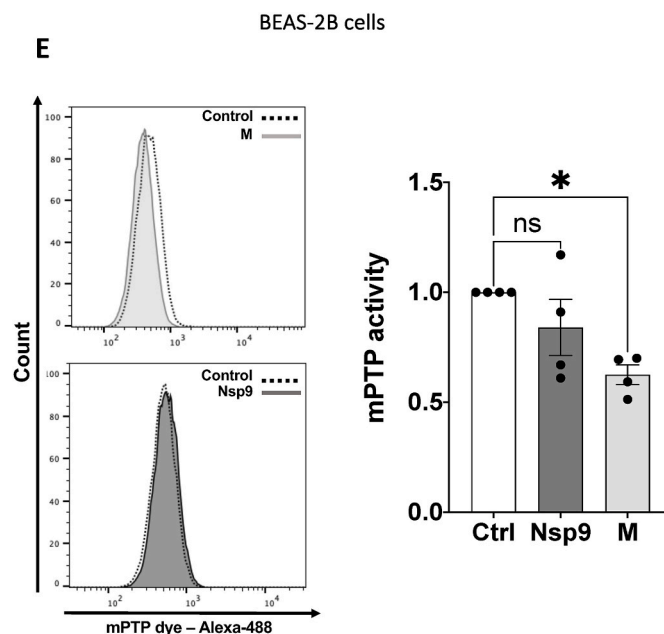 BEAS-2B cells
E
Control
M
100
80
60
40
20
0
10²
10³
10⁴
Control
Nsp9
100
80
60
40
20
0
10²
10³
10⁴
Count
mPTP dye – Alexa-488
mPTP activity
1.5
1.0
0.5
0.0
*
ns
Ctrl Nsp9 M